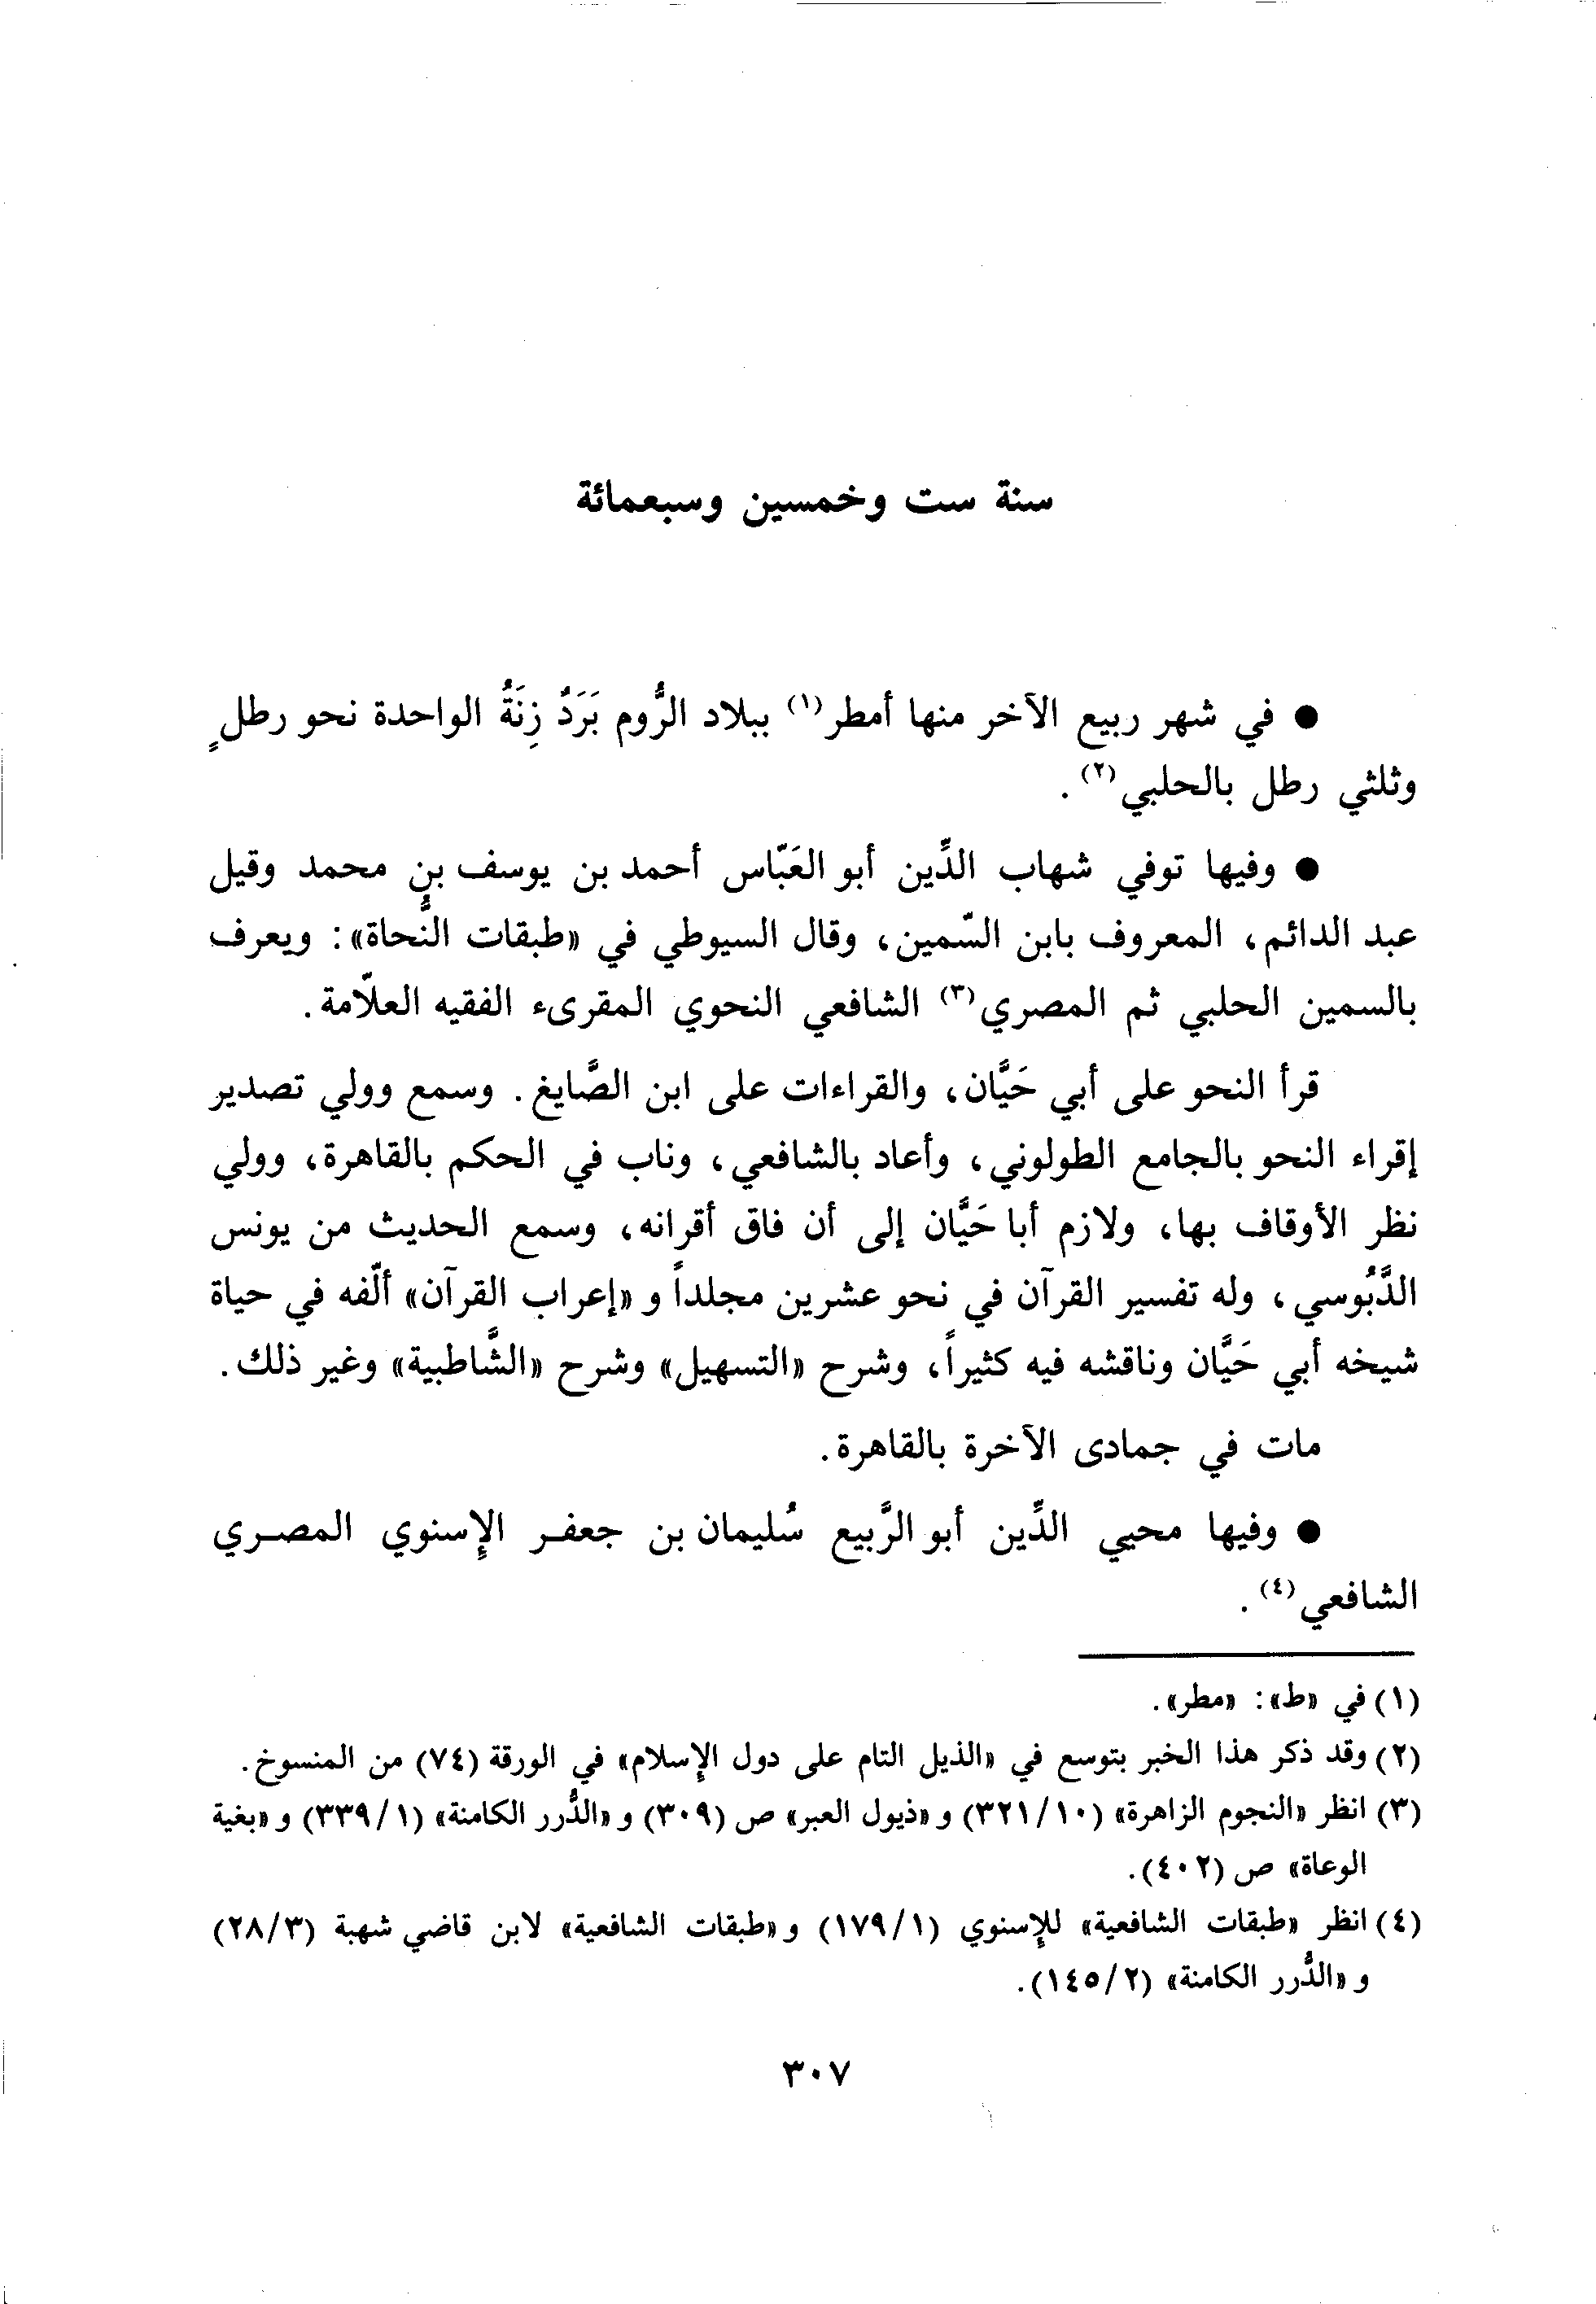 سنة ست وخمسين وسبعمائة
● في شهر ربيع الآخر منها أمطر(١) ببلاد الرُّوم بَرَدٌ زِنَةُ الواحدة نحو رطلٍ
وثلثي رطل بالحلبي(٢).
● وفيها توفي شهاب الدِّين أبو العَبَّاس أحمد بن يوسف بن محمد وقيل
عبد الدائم، المعروف بابن السَّمين، وقال السيوطي في «طبقات النُّحاة»: ويعرف
بالسمين الحلبي ثم المصري(٣) الشافعي النحوي المقرىء الفقيه العلاَّمة.
قرأ النحو على أبي حَيَّان، والقراءات على ابن الصَّايغ. وسمع وولي تصدير
إقراء النحو بالجامع الطولوني، وأعاد بالشافعي، وناب في الحكم بالقاهرة، وولي
نظر الأوقاف بها، ولازم أبا حَيَّان إلى أن فاق أقرانه، وسمع الحديث من يونس
الدَّبُوسي، وله تفسير القرآن في نحو عشرين مجلداً و «إعراب القرآن» ألّفه في حياة
شيخه أبي حَيَّان وناقشه فيه كثيراً، وشرح «التسهيل» وشرح «الشَّاطبية» وغير ذلك.
مات في جمادى الآخرة بالقاهرة.
● وفيها محيي الدِّين أبو الرَّبيع سُليمان بن جعفر الإسنوي المصري
الشافعي(٤).
(١) في «ط»: «مطر».
(٢) وقد ذكر هذا الخبر بتوسع في «الذيل التام على دول الإسلام» في الورقة (٧٤) من المنسوخ.
(٣) انظر «النجوم الزاهرة» (٣٢١/١٠) و «ذيول العبر» ص (٣٠٩) و «الدُّرر الكامنة» (٣٣٩/١) و «بغية
الوعاة» ص (٤٠٢).
(٤) انظر «طبقات الشافعية» للإسنوي (١٧٩/١) و «طبقات الشافعية» لابن قاضي شهبة (٢٨/٣)
و «الدُّرر الكامنة» (١٤٥/٢).
٣٠٧